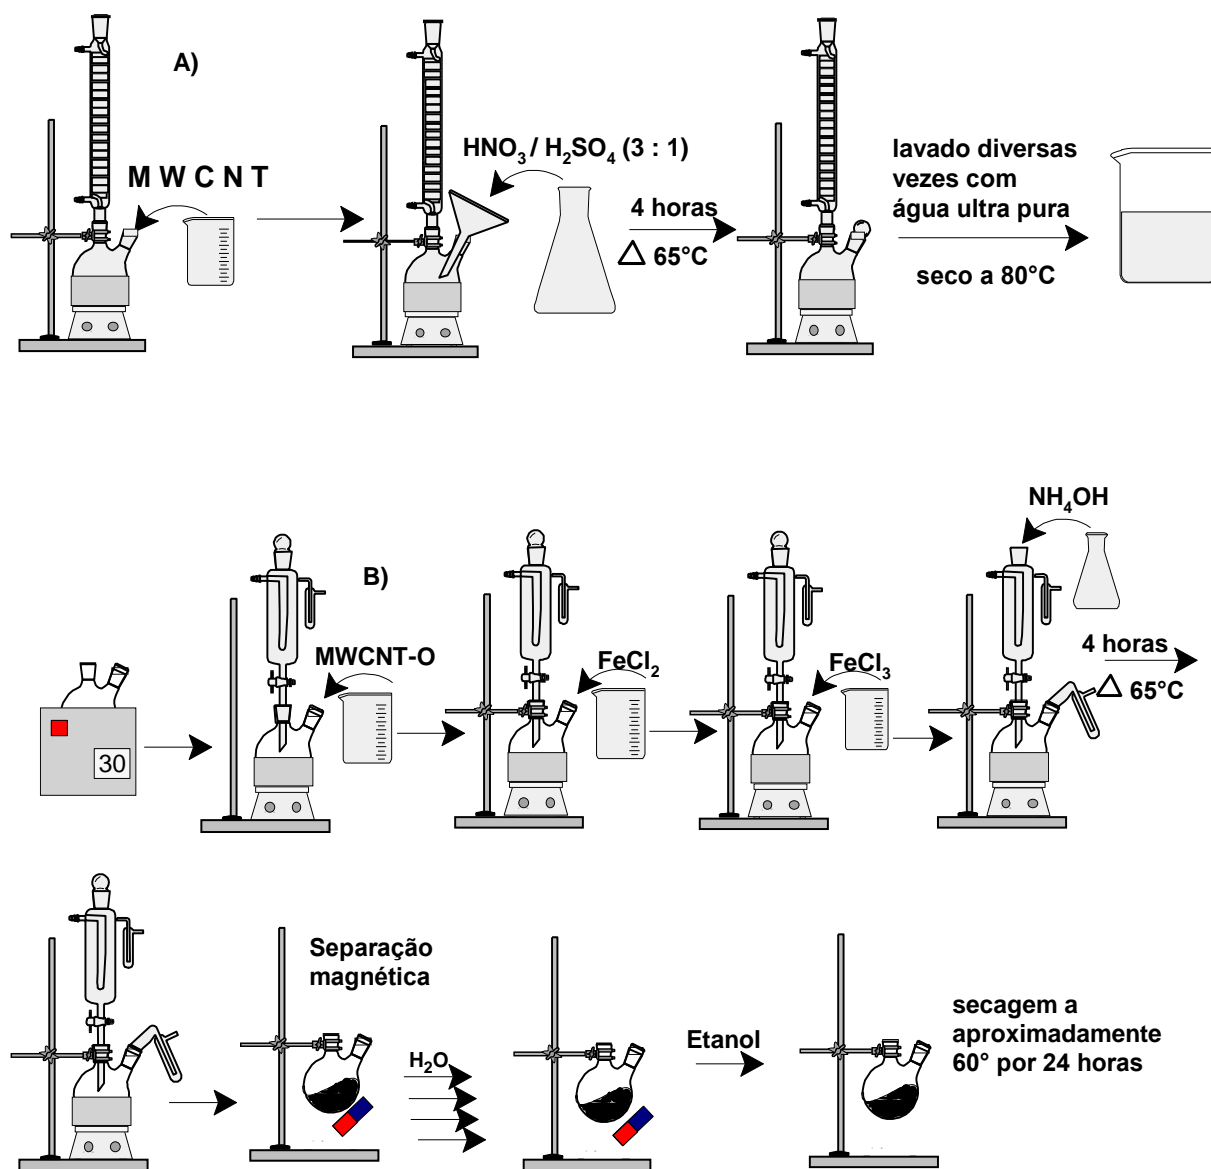 A)
M W C N T
HNO₃ / H₂SO₄ (3 : 1)
4 horas
△ 65°C
lavado diversas
vezes com
água ultra pura
seco a 80°C
B)
30
MWCNT-O
FeCl₂
FeCl₃
NH₄OH
4 horas
△ 65°C
Separação
magnética
H₂O
Etanol
secagem a
aproximadamente
60° por 24 horas